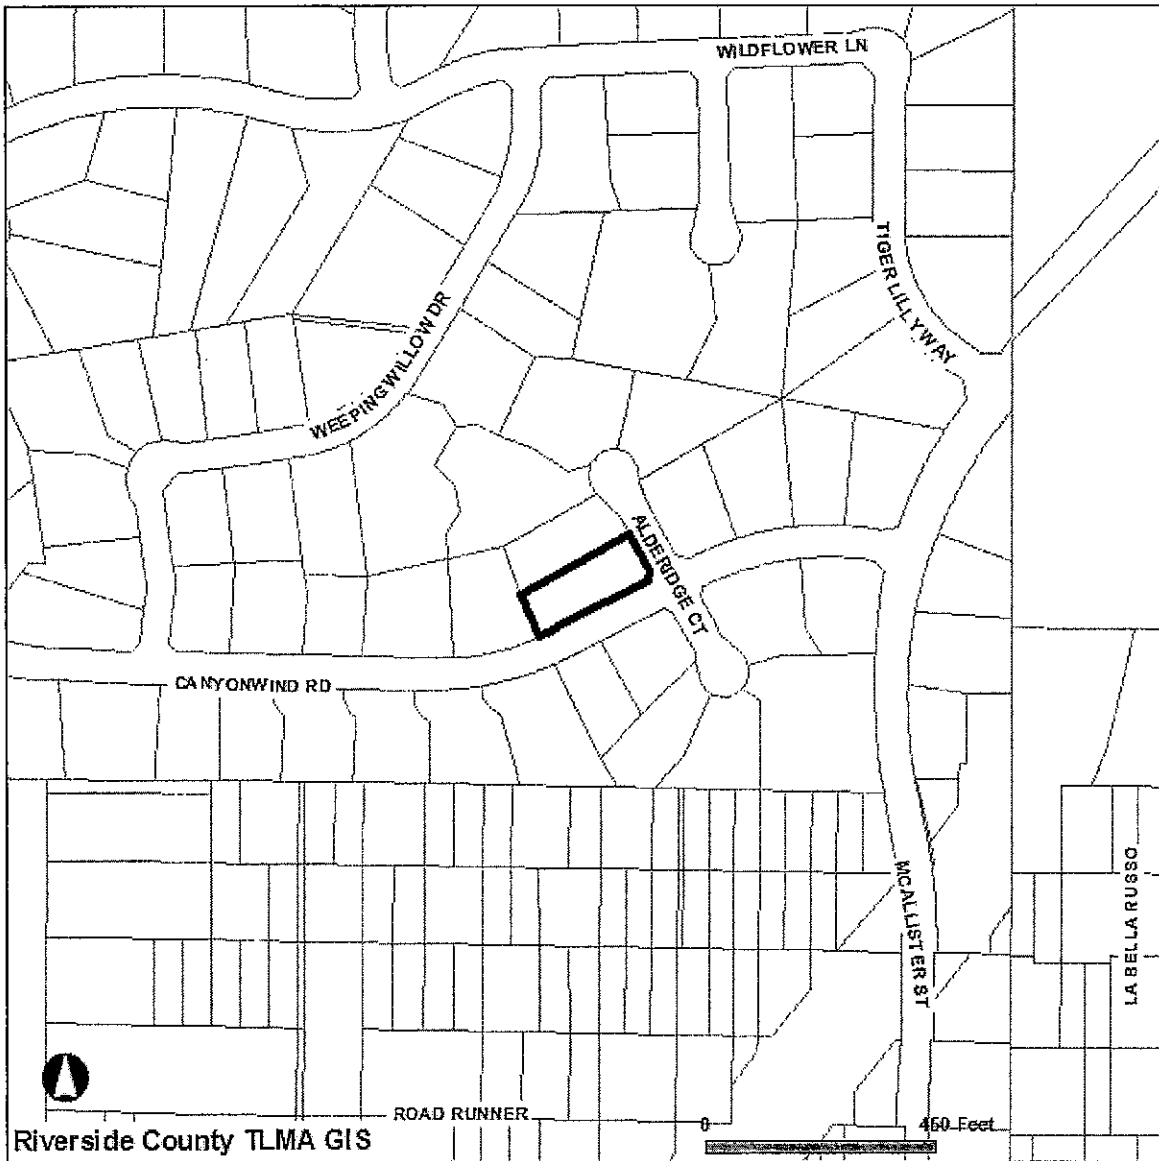 WILDFLOWER LN
TIGER LILLY WAY
WEEPING WILLOW DR
ALDERIDGE CT
CANYONWIND RD
MCALLISTER ST
LA BELLA RUSSO
ROAD RUNNER
0 450 Feet
Riverside County TLMA GIS